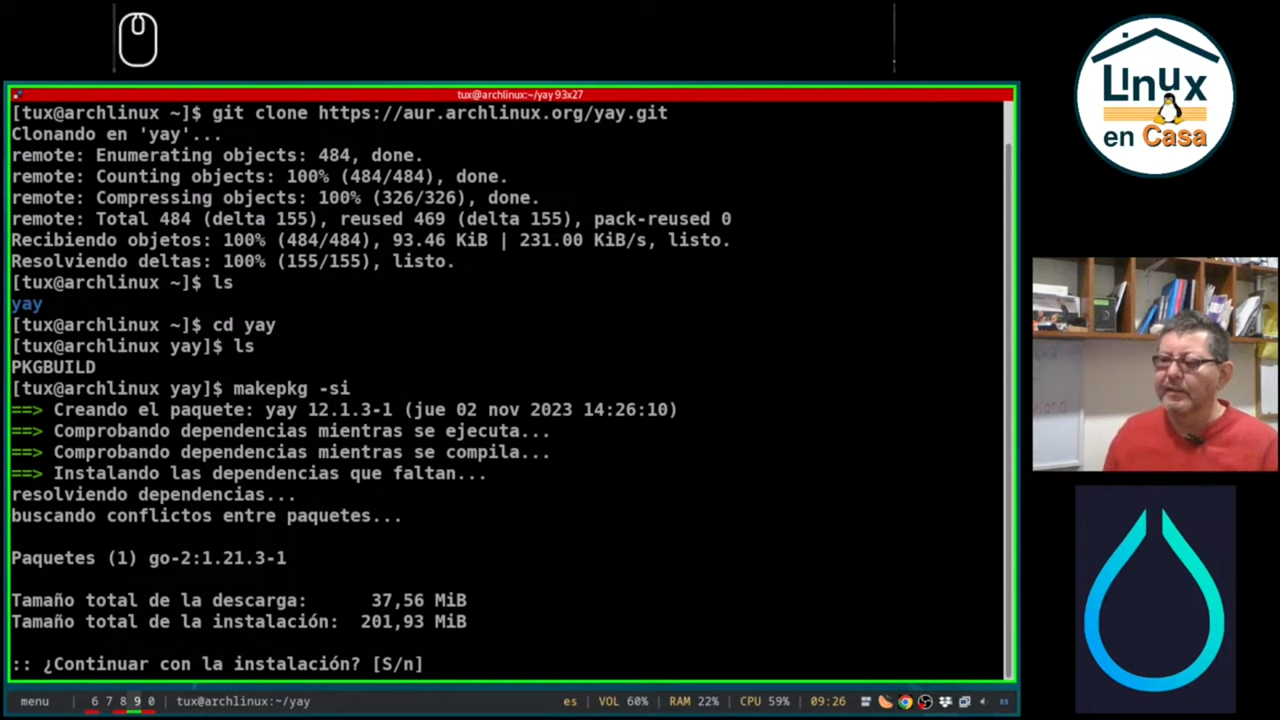 tux@archlinux:~/yay 93x27
[tux@archlinux ~]$ git clone https://aur.archlinux.org/yay.git
Clonando en 'yay'...
remote: Enumerating objects: 484, done.
remote: Counting objects: 100% (484/484), done.
remote: Compressing objects: 100% (326/326), done.
remote: Total 484 (delta 155), reused 469 (delta 155), pack-reused 0
Recibiendo objetos: 100% (484/484), 93.46 KiB | 231.00 KiB/s, listo.
Resolviendo deltas: 100% (155/155), listo.
[tux@archlinux ~]$ ls
yay
[tux@archlinux ~]$ cd yay
[tux@archlinux yay]$ ls
PKGBUILD
[tux@archlinux yay]$ makepkg -si
==> Creando el paquete: yay 12.1.3-1 (jue 02 nov 2023 14:26:10)
==> Comprobando dependencias mientras se ejecuta...
==> Comprobando dependencias mientras se compila...
==> Instalando las dependencias que faltan...
resolviendo dependencias...
buscando conflictos entre paquetes...
Paquetes (1) go-2:1.21.3-1
Tamaño total de la descarga: 37,56 MiB
Tamaño total de la instalación: 201,93 MiB
:: ¿Continuar con la instalación? [S/n]
menu | 6 7 8 9 0 | tux@archlinux:~/yay es | VOL 60% | RAM 22% | CPU 59% | 09:26 ES
Linux
en Casa